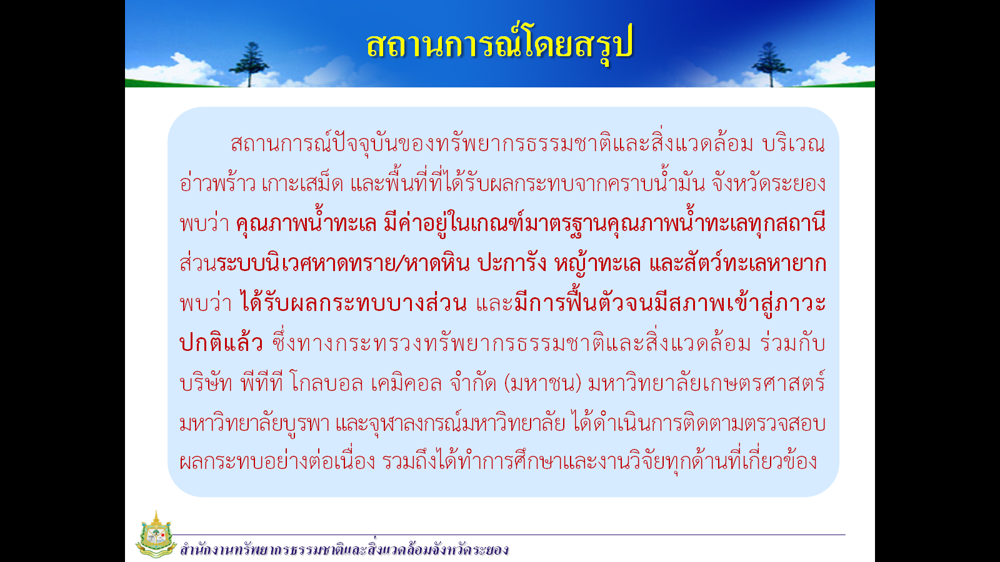 สถานการณ์โดยสรุป
สถานการณ์ปัจจุบันของทรัพยากรธรรมชาติและสิ่งแวดล้อม บริเวณ
อ่าวพร้าว เกาะเสม็ด และพื้นที่ที่ได้รับผลกระทบจากคราบน้ำมัน จังหวัดระยอง
พบว่า คุณภาพน้ำทะเล มีค่าอยู่ในเกณฑ์มาตรฐานคุณภาพน้ำทะเลทุกสถานี
ส่วนระบบนิเวศหาดทราย/หาดหิน ปะการัง หญ้าทะเล และสัตว์ทะเลหายาก
พบว่า ได้รับผลกระทบบางส่วน และมีการฟื้นตัวจนมีสภาพเข้าสู่ภาวะ
ปกติแล้ว ซึ่งทางกระทรวงทรัพยากรธรรมชาติและสิ่งแวดล้อม ร่วมกับ
บริษัท พีทีที โกลบอล เคมิคอล จำกัด (มหาชน) มหาวิทยาลัยเกษตรศาสตร์
มหาวิทยาลัยบูรพา และจุฬาลงกรณ์มหาวิทยาลัย ได้ดำเนินการติดตามตรวจสอบ
ผลกระทบอย่างต่อเนื่อง รวมถึงได้ทำการศึกษาและงานวิจัยทุกด้านที่เกี่ยวข้อง
สำนักงานทรัพยากรธรรมชาติและสิ่งแวดล้อมจังหวัดระยอง